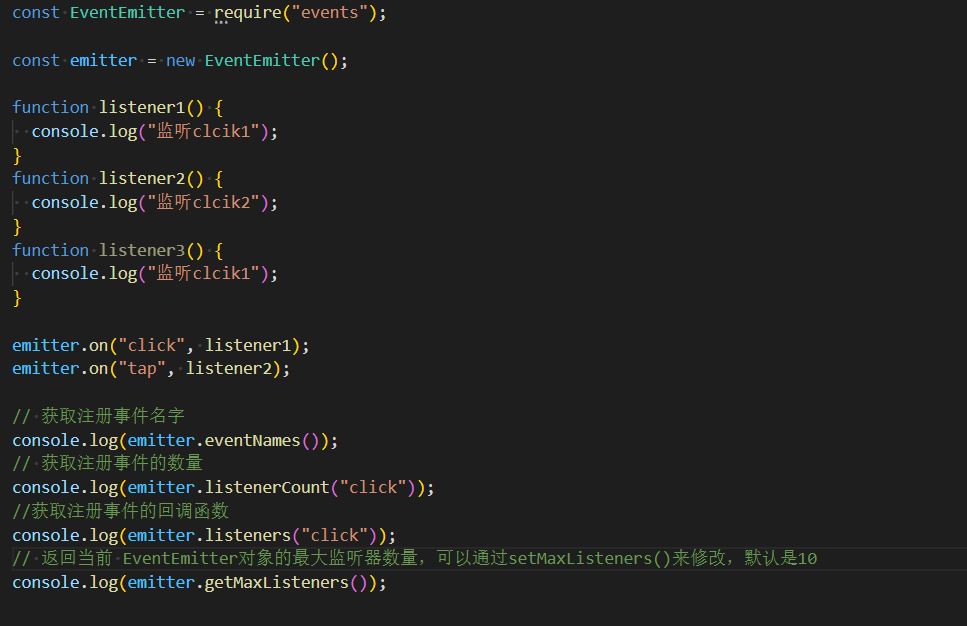 const EventEmitter = require("events");
const emitter = new EventEmitter();
function listener1() {
console.log("监听clcik1");
}
function listener2() {
console.log("监听clcik2");
}
function listener3() {
console.log("监听clcik1");
}
emitter.on("click", listener1);
emitter.on("tap", listener2);
// 获取注册事件名字
console.log(emitter.eventNames());
// 获取注册事件的数量
console.log(emitter.listenerCount("click"));
//获取注册事件的回调函数
console.log(emitter.listeners("click"));
// 返回当前 EventEmitter对象的最大监听器数量，可以通过setMaxListeners()来修改，默认是10
console.log(emitter.getMaxListeners());